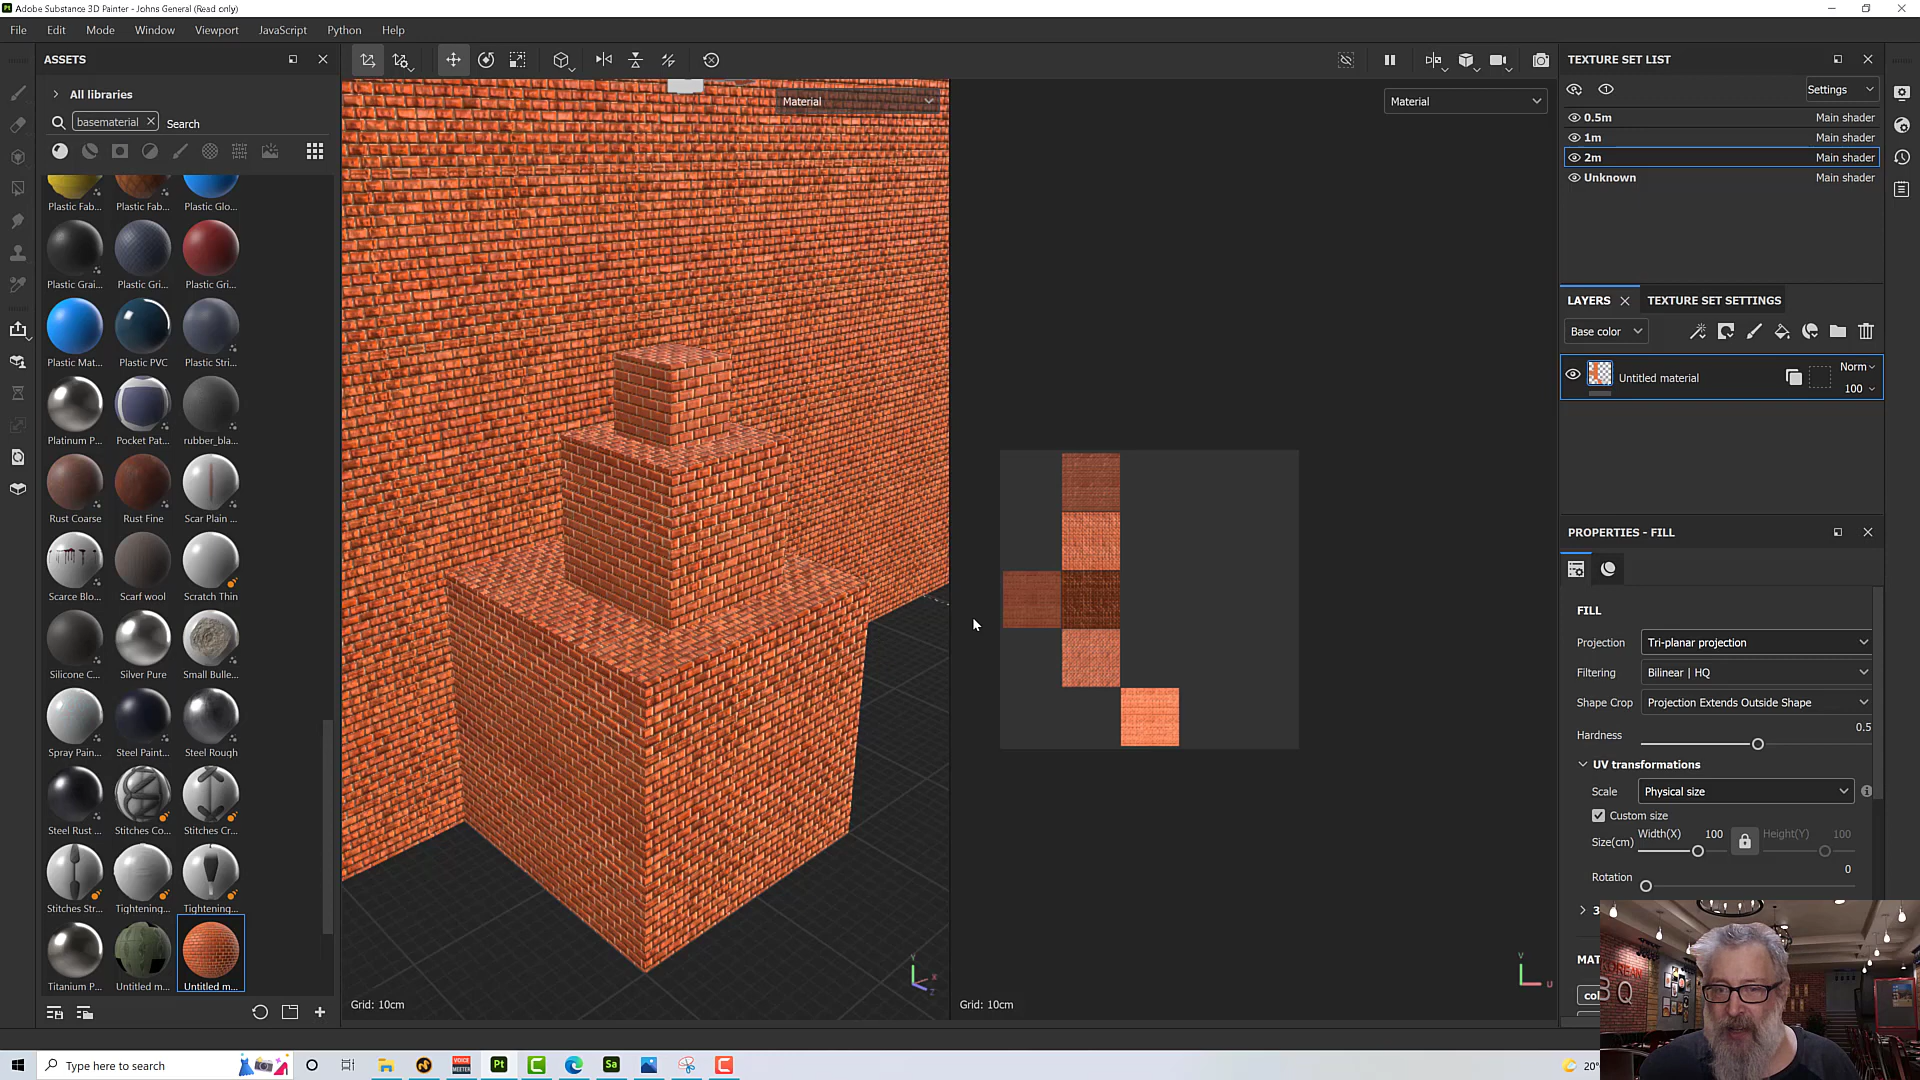 Pt Adobe Substance 3D Painter - Johns General (Read only)
File Edit Mode Window Viewport JavaScript Python Help
ASSETS
All libraries
basematerial Search
Plastic Fab... Plastic Fab... Plastic Glo...
Plastic Grai... Plastic Gri... Plastic Gri...
Plastic Mat... Plastic PVC Plastic Stri...
Platinum P... Pocket Pat... rubber_bla...
Rust Coarse Rust Fine Scar Plain ...
Scarce Blo... Scarf wool Scratch Thin
Silicone C... Silver Pure Small Bulle...
Spray Pain... Steel Paint... Steel Rough
Steel Rust ... Stitches Co... Stitches Cr...
Stitches Str... Tightening... Tightening...
Titanium P... Untitled m... Untitled m...
Material
Material
Grid: 10cm
Grid: 10cm
Y
X
Z
V
U
TEXTURE SET LIST
Settings
0.5m Main shader
1m Main shader
2m Main shader
Unknown Main shader
LAYERS TEXTURE SET SETTINGS
Base color
Untitled material Norm
100
PROPERTIES - FILL
FILL
Projection Tri-planar projection
Filtering Bilinear | HQ
Shape Crop Projection Extends Outside Shape
Hardness 0.5
UV transformations
Scale Physical size
Custom size
Size(cm) Width(X) 100 Height(Y) 100
Rotation 0
MAT
col
KOREAN
BQ
Type here to search
VOICE MEETER Pt Sa
20°